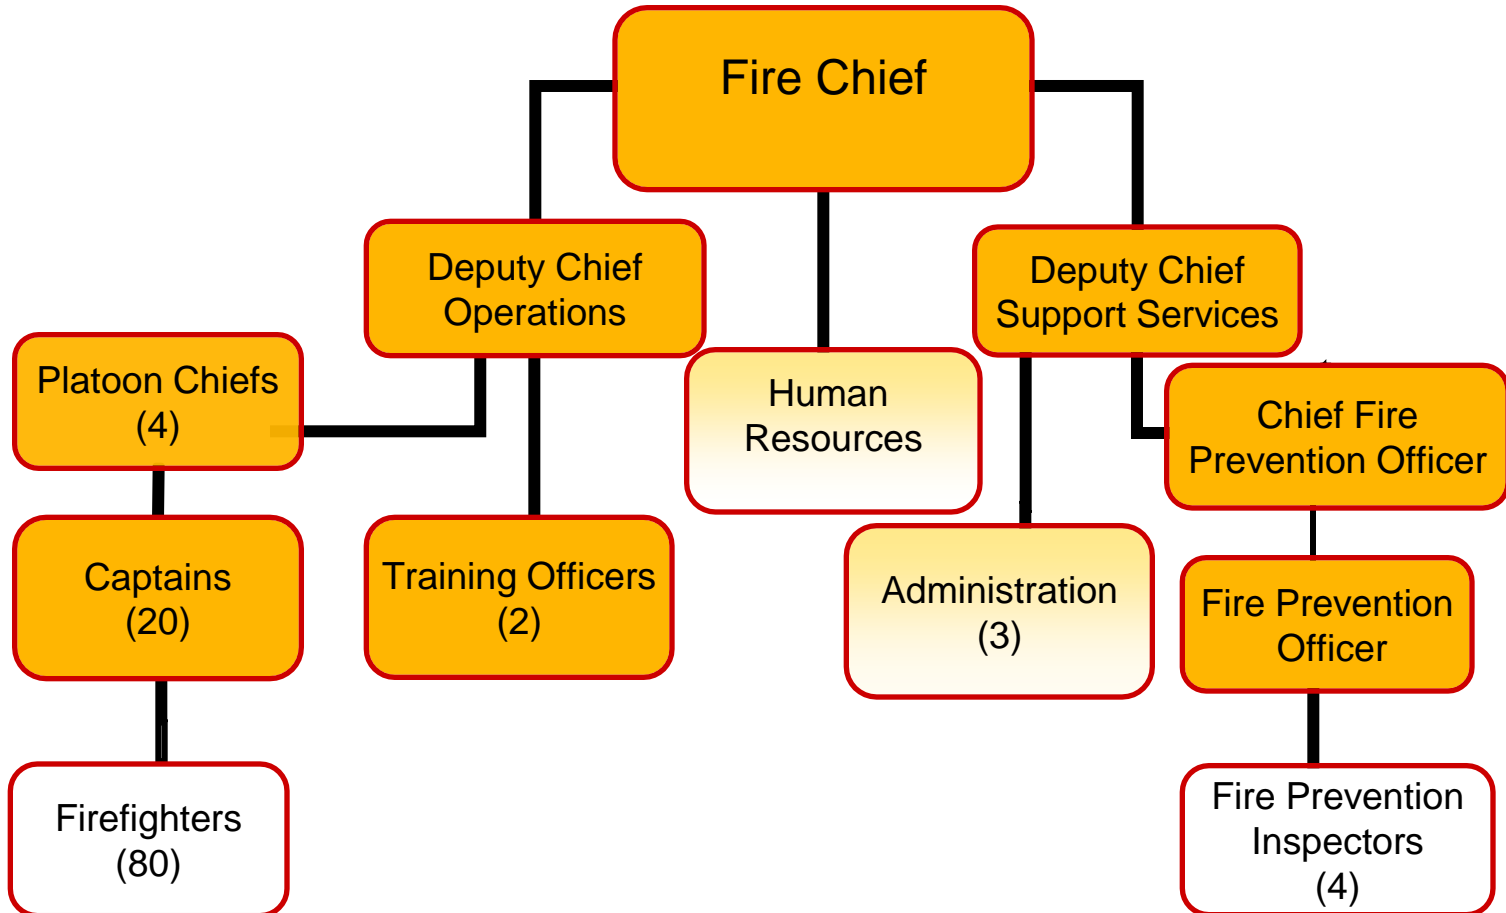 Fire Chief
Deputy Chief
Operations
Deputy Chief
Support Services
Platoon Chiefs
(4)
Human
Resources
Chief Fire
Prevention Officer
Captains
(20)
Training Officers
(2)
Administration
(3)
Fire Prevention
Officer
Firefighters
(80)
Fire Prevention
Inspectors
(4)